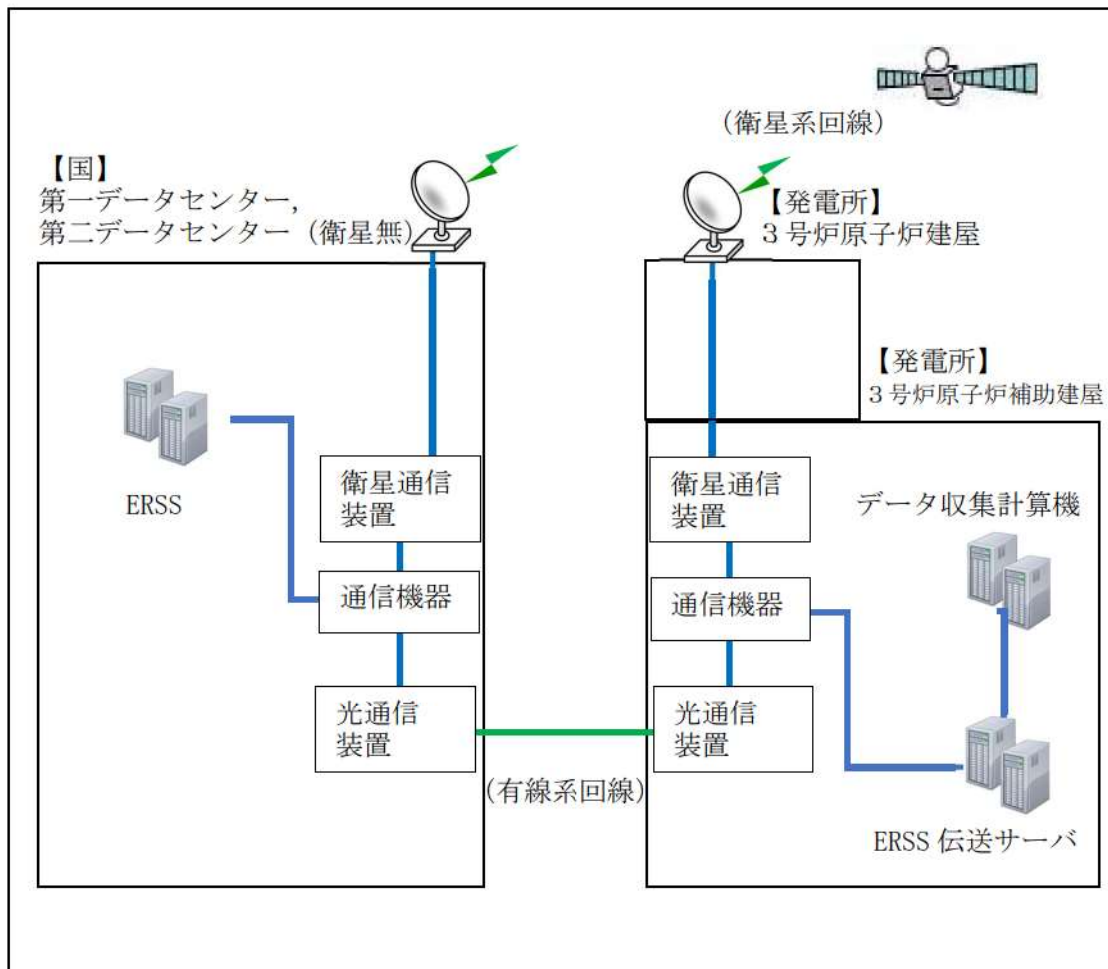 (衛星系回線)
【国】
第一データセンター,
第二データセンター (衛星無)
【発電所】
3号炉原子炉建屋
【発電所】
3号炉原子炉補助建屋
ERSS
衛星通信
装置
通信機器
光通信
装置
(有線系回線)
衛星通信
装置
通信機器
光通信
装置
データ収集計算機
ERSS 伝送サーバ